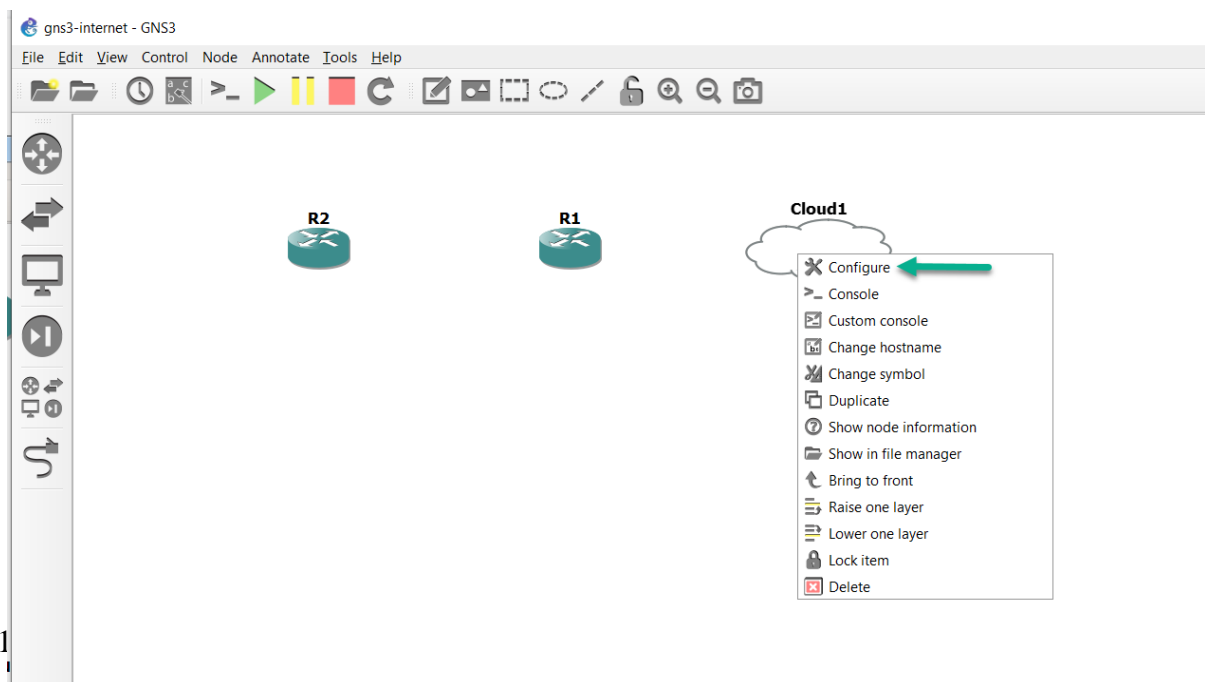 gns3-internet - GNS3
File Edit View Control Node Annotate Tools Help
Cloud1
R2
R1
Configure
Console
Custom console
Change hostname
Change symbol
Duplicate
Show node information
Show in file manager
Bring to front
Raise one layer
Lower one layer
Lock item
Delete